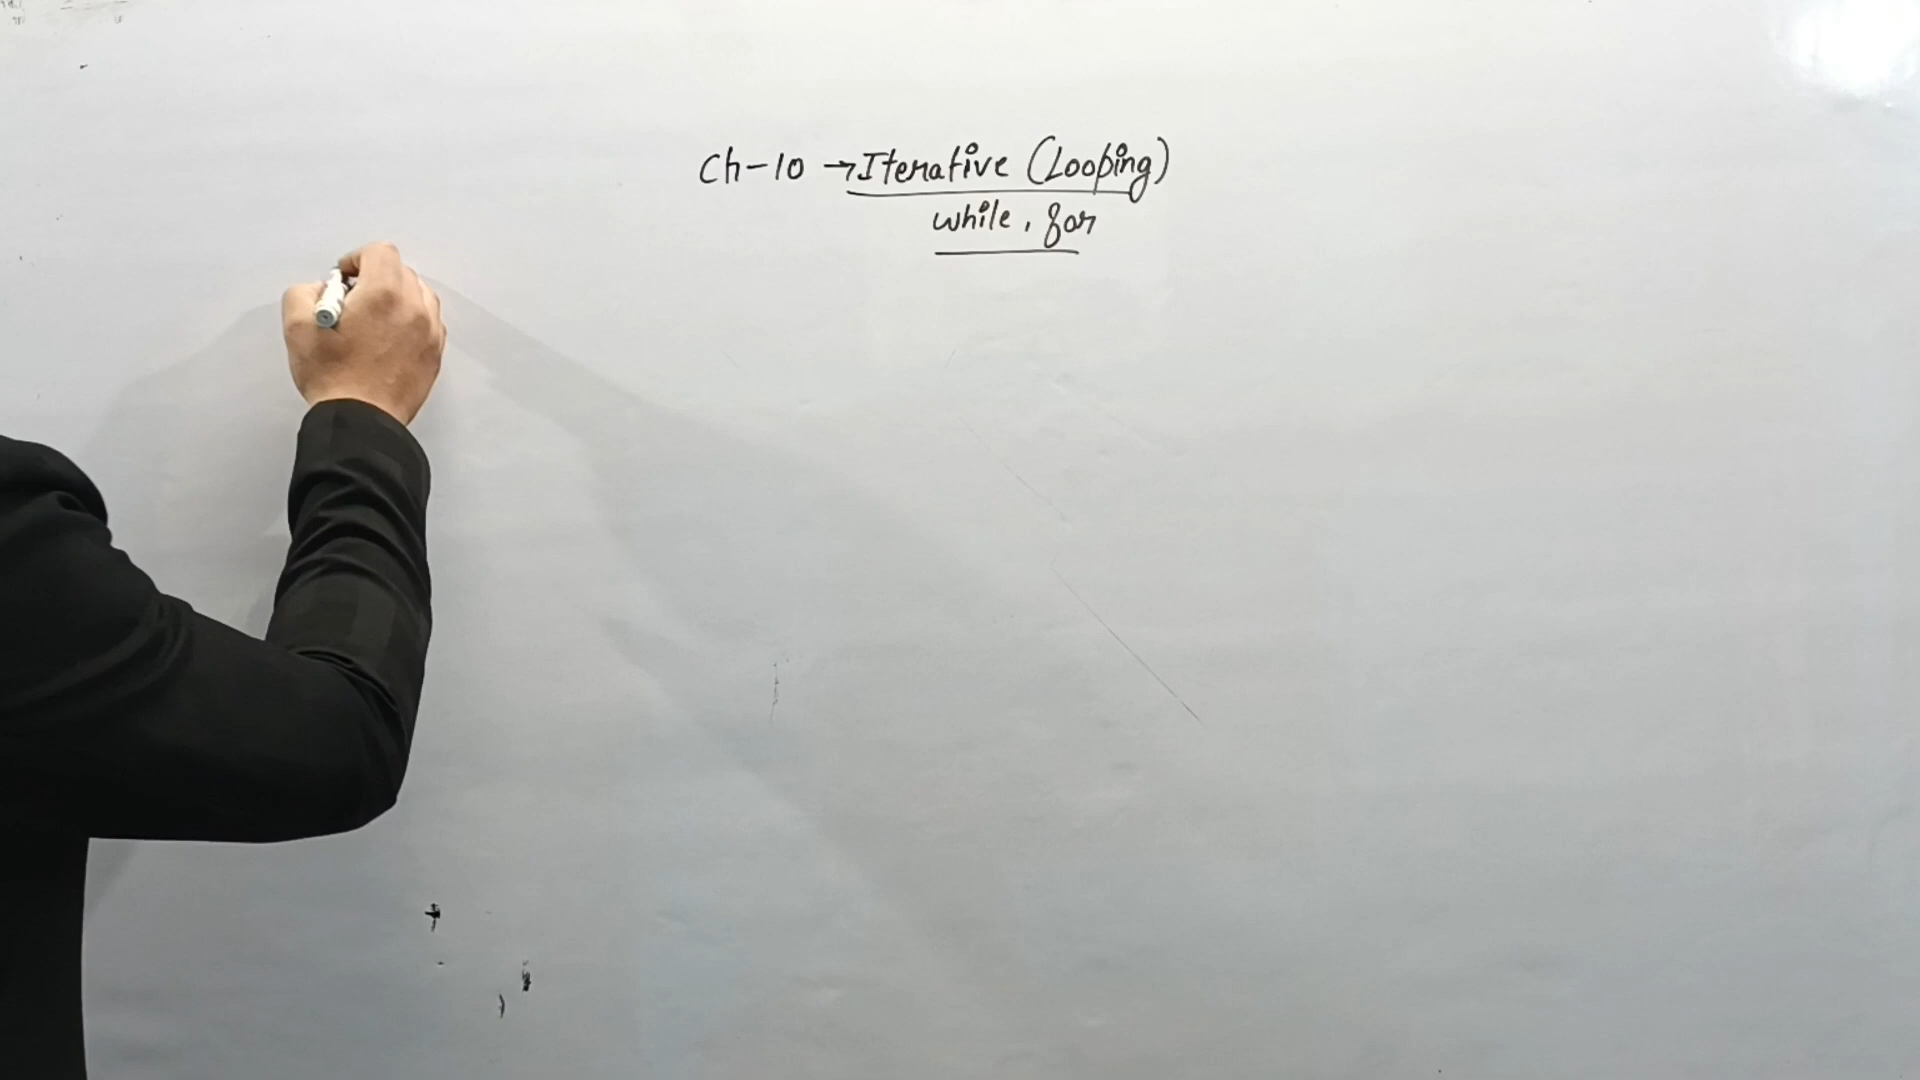 Ch-10 → Iterative (Looping)
while, for